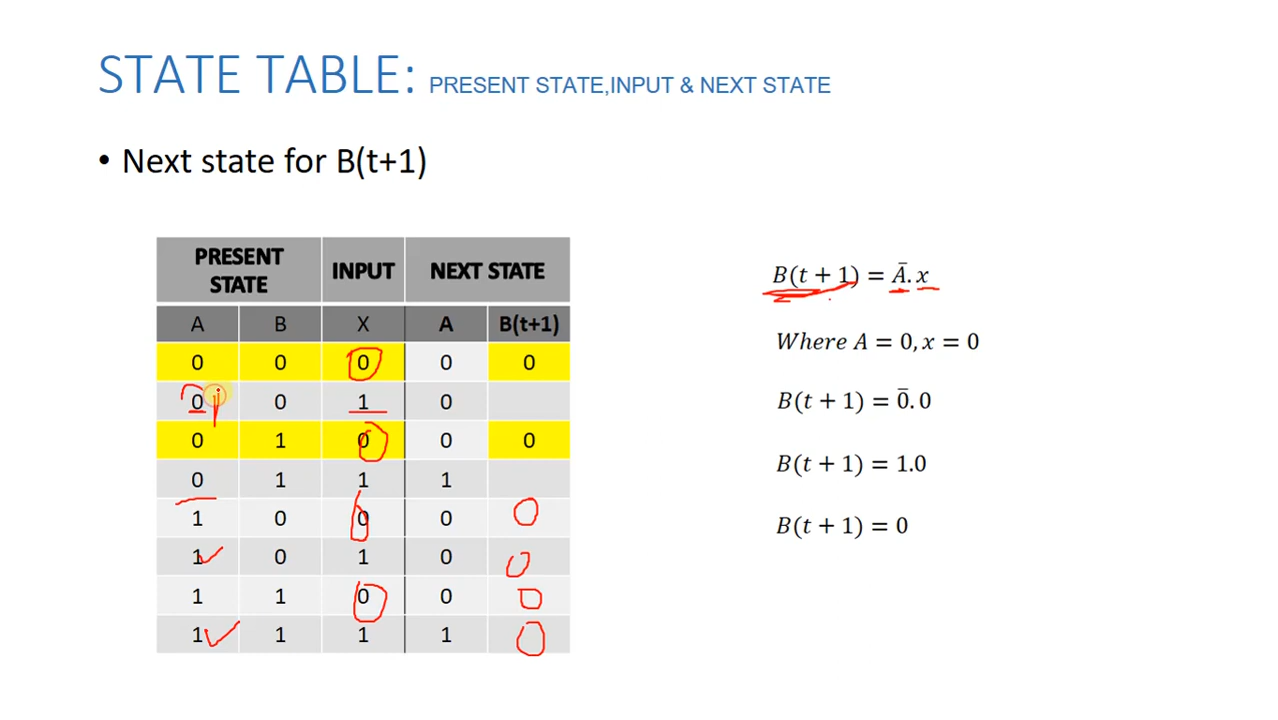 STATE TABLE: PRESENT STATE,INPUT & NEXT STATE
• Next state for B(t+1)
PRESENT STATE INPUT NEXT STATE
A B X A B(t+1)
0 0 0 0 0
0 0 1 0
0 1 0 0 0
0 1 1 1
1 0 0 0 0
1 0 1 0 0
1 1 0 0 0
1 1 1 1 0
B(t + 1) = Ā. x
Where A = 0, x = 0
B(t + 1) = 0̄. 0
B(t + 1) = 1.0
B(t + 1) = 0